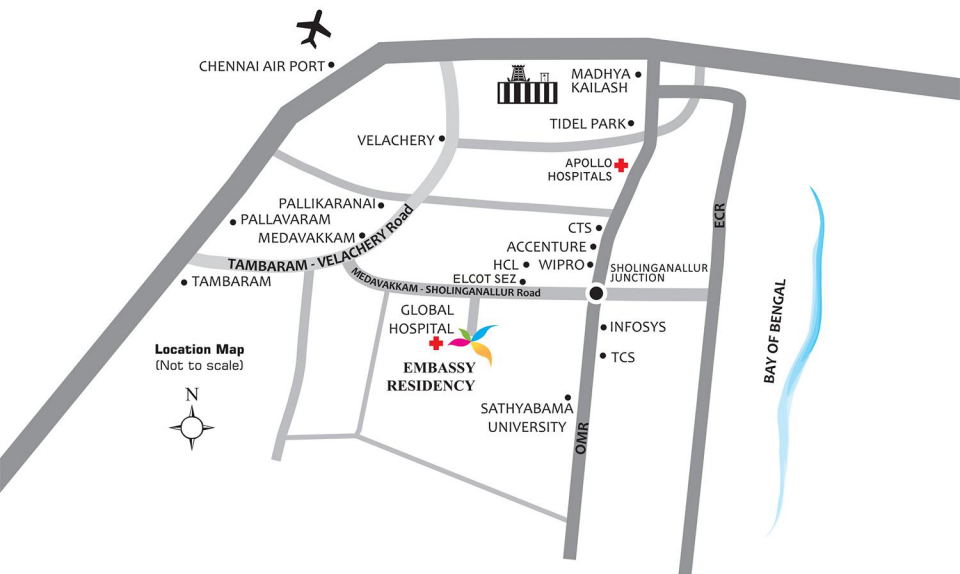 CHENNAI AIR PORT
MADHYA
KAILASH
TIDEL PARK
VELACHERY
APOLLO
HOSPITALS
PALLIKARANAI
PALLAVARAM
MEDAVAKKAM
TAMBARAM - VELACHERY Road
TAMBARAM
ECR
CTS
ACCENTURE
HCL
WIPRO
ELCOT SEZ
SHOLINGANALLUR
JUNCTION
MEDAVAKKAM - SHOLINGANALLUR Road
GLOBAL
HOSPITAL
EMBASSY
RESIDENCY
INFOSYS
TCS
SATHYABAMA
UNIVERSITY
OMR
BAY OF BENGAL
Location Map
(Not to scale)
N